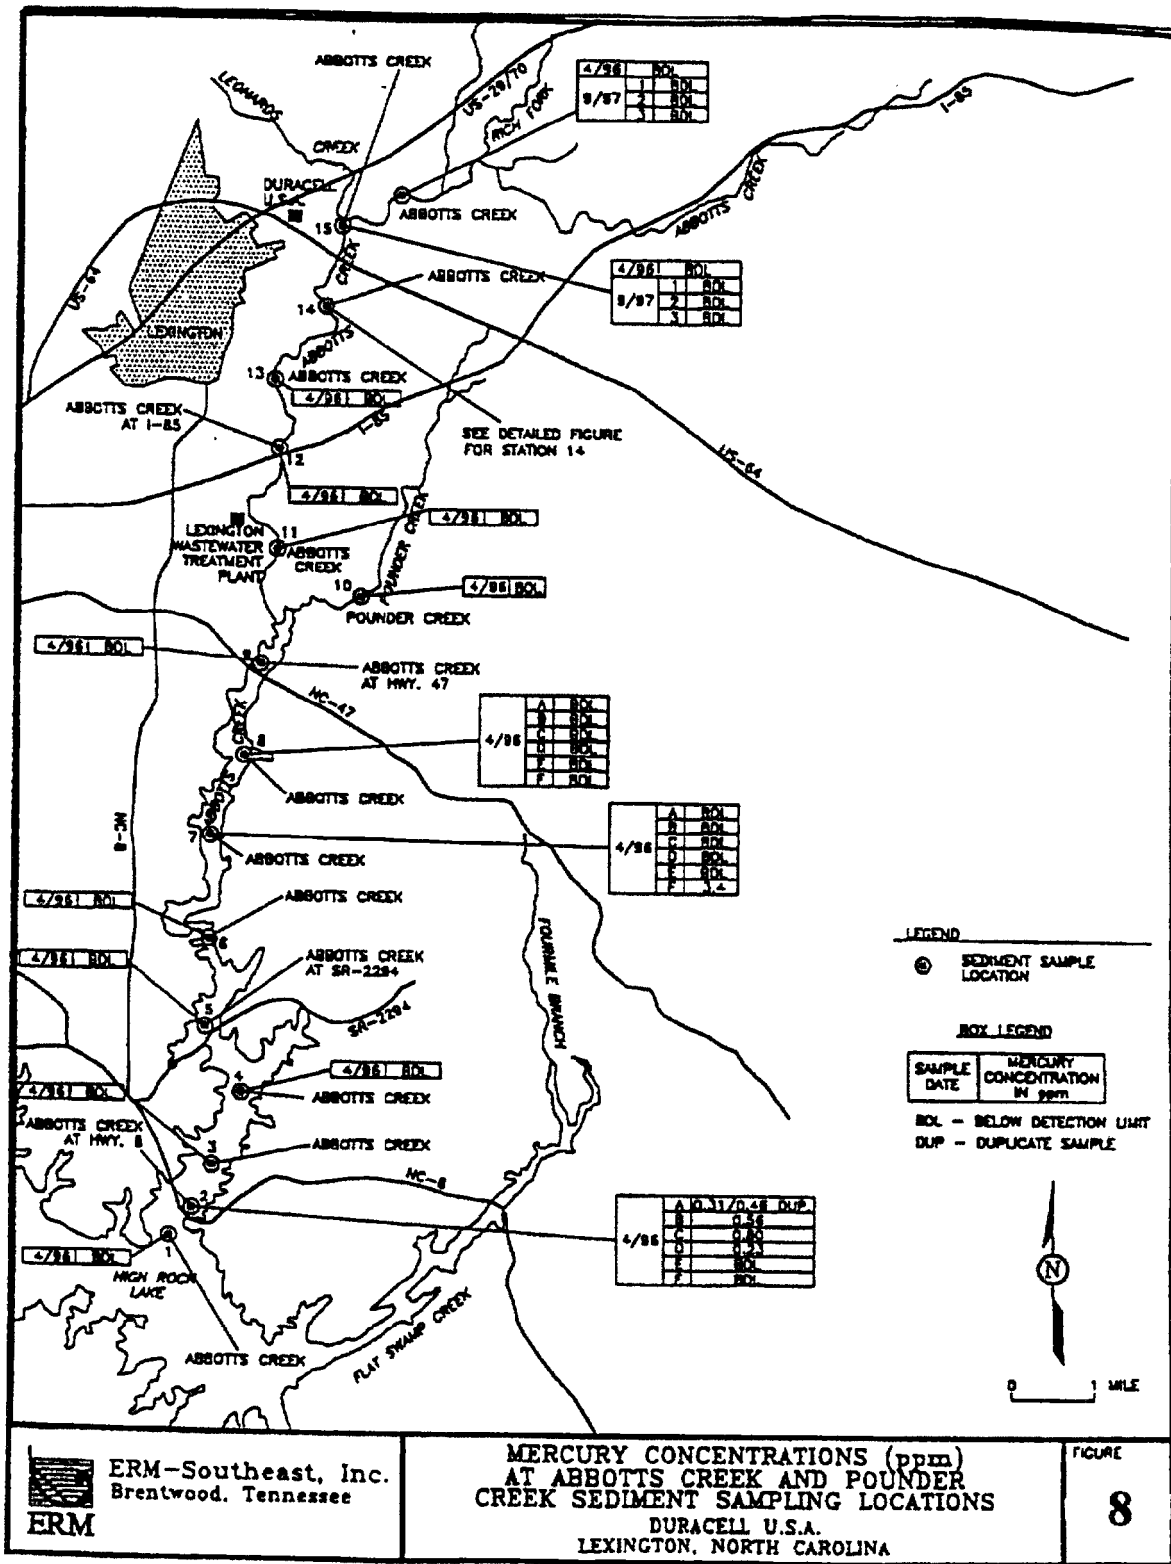 ABBOTTS CREEK
LEONARDS
CREEK
US-29/70
RICH FORK
4/96 BDL
9/97 1 BDL
2 BDL
3 BDL
I-85
DURACELL
U.S.A.
15
ABBOTTS CREEK
ABBOTTS CREEK
CREEK
US-64
4/96 BDL
9/97 1 BDL
2 BDL
3 BDL
14
ABBOTTS CREEK
LEXINGTON
ABBOTTS
13
ABBOTTS CREEK
4/96 BDL
ABBOTTS CREEK
AT I-85
I-85
SEE DETAILED FIGURE
FOR STATION 14
US-64
12
4/96 BDL
4/96 BDL
LEXINGTON
WASTEWATER
TREATMENT
PLANT
11
ABBOTTS
CREEK
POUNDER CREEK
10
4/96 BDL
POUNDER CREEK
4/96 BDL
9
ABBOTTS CREEK
AT HWY. 47
NC-47
CREEK
8
4/96
A BDL
B BDL
C BDL
D BDL
E BDL
F BDL
ABBOTTS
ABBOTTS CREEK
NC-8
7
ABBOTTS CREEK
4/96
A BDL
B BDL
C BDL
D BDL
E BDL
F 3.4
4/96 BDL
ABBOTTS CREEK
6
FOURMILE BRANCH
4/96 BDL
ABBOTTS CREEK
AT SR-2294
5
SR-2294
LEGEND
SEDIMENT SAMPLE
LOCATION
BOX LEGEND
SAMPLE
DATE
MERCURY
CONCENTRATION
IN ppm
BDL - BELOW DETECTION LIMIT
DUP - DUPLICATE SAMPLE
4
4/96 BDL
ABBOTTS CREEK
4/96 BDL
ABBOTTS CREEK
AT HWY. 8
3
ABBOTTS CREEK
NC-8
2
4/96
A 0.31/0.46 DUP
B 0.56
C
D
E BDL
F BDL
4/96 BDL
1
HIGH ROCK
LAKE
ABBOTTS CREEK
FLAT SWAMP CREEK
N
0 1 MILE
ERM-Southeast, Inc.
Brentwood, Tennessee
ERM
MERCURY CONCENTRATIONS (ppm)
AT ABBOTTS CREEK AND POUNDER
CREEK SEDIMENT SAMPLING LOCATIONS
DURACELL U.S.A.
LEXINGTON, NORTH CAROLINA
FIGURE
8